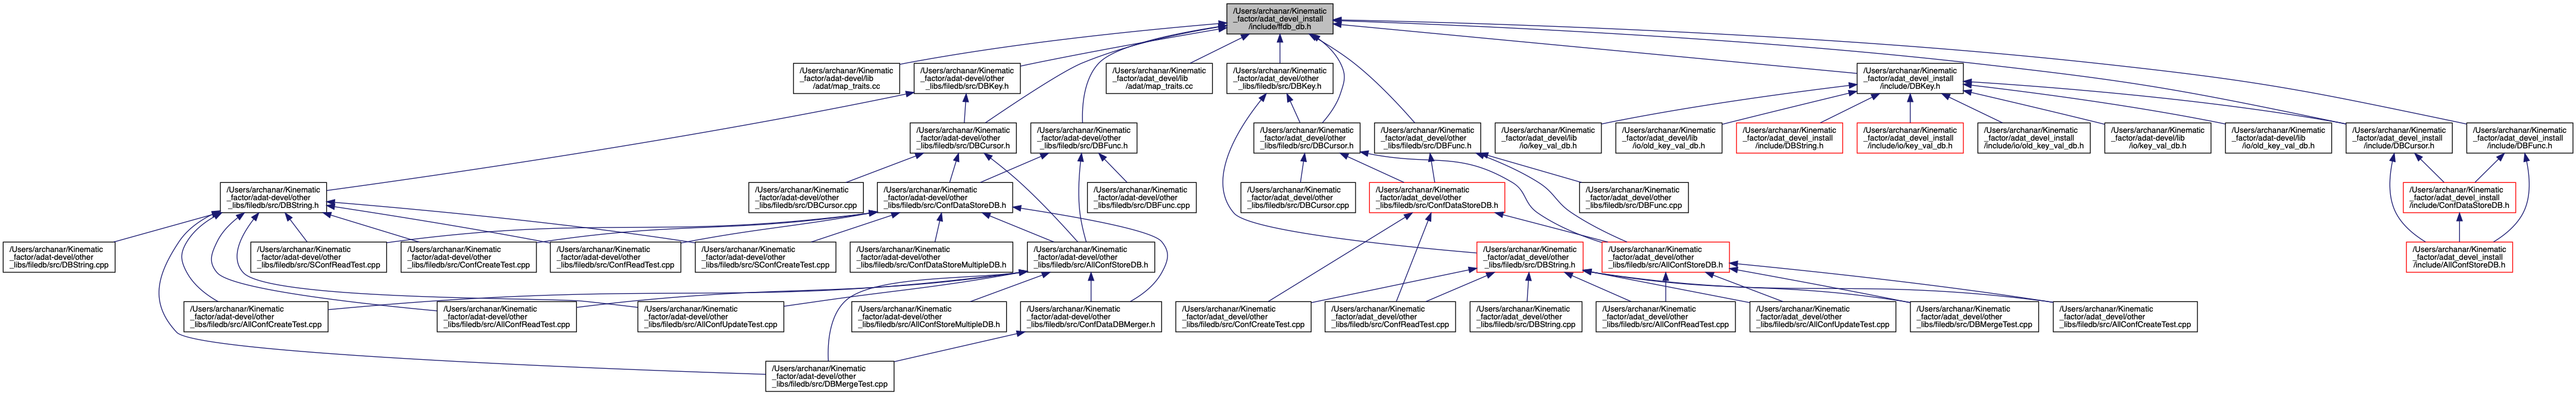 /Users/archanar/Kinematic
_factor/adat_devel_install
/include/ffdb_db.h
/Users/archanar/Kinematic
_factor/adat-devel/lib
/adat/map_traits.cc
/Users/archanar/Kinematic
_factor/adat-devel/other
_libs/filedb/src/DBKey.h
/Users/archanar/Kinematic
_factor/adat_devel/lib
/adat/map_traits.cc
/Users/archanar/Kinematic
_factor/adat_devel/other
_libs/filedb/src/DBKey.h
/Users/archanar/Kinematic
_factor/adat_devel_install
/include/DBKey.h
/Users/archanar/Kinematic
_factor/adat-devel/other
_libs/filedb/src/DBCursor.h
/Users/archanar/Kinematic
_factor/adat-devel/other
_libs/filedb/src/DBFunc.h
/Users/archanar/Kinematic
_factor/adat_devel/other
_libs/filedb/src/DBCursor.h
/Users/archanar/Kinematic
_factor/adat_devel/other
_libs/filedb/src/DBFunc.h
/Users/archanar/Kinematic
_factor/adat_devel/lib
/io/key_val_db.h
/Users/archanar/Kinematic
_factor/adat_devel/lib
/io/old_key_val_db.h
/Users/archanar/Kinematic
_factor/adat_devel_install
/include/DBString.h
/Users/archanar/Kinematic
_factor/adat_devel_install
/include/io/key_val_db.h
/Users/archanar/Kinematic
_factor/adat_devel_install
/include/io/old_key_val_db.h
/Users/archanar/Kinematic
_factor/adat-devel/lib
/io/key_val_db.h
/Users/archanar/Kinematic
_factor/adat-devel/lib
/io/old_key_val_db.h
/Users/archanar/Kinematic
_factor/adat_devel_install
/include/DBCursor.h
/Users/archanar/Kinematic
_factor/adat_devel_install
/include/DBFunc.h
/Users/archanar/Kinematic
_factor/adat-devel/other
_libs/filedb/src/DBString.h
/Users/archanar/Kinematic
_factor/adat-devel/other
_libs/filedb/src/DBCursor.cpp
/Users/archanar/Kinematic
_factor/adat-devel/other
_libs/filedb/src/ConfDataStoreDB.h
/Users/archanar/Kinematic
_factor/adat-devel/other
_libs/filedb/src/DBFunc.cpp
/Users/archanar/Kinematic
_factor/adat_devel/other
_libs/filedb/src/DBCursor.cpp
/Users/archanar/Kinematic
_factor/adat_devel/other
_libs/filedb/src/ConfDataStoreDB.h
/Users/archanar/Kinematic
_factor/adat_devel/other
_libs/filedb/src/DBFunc.cpp
/Users/archanar/Kinematic
_factor/adat_devel_install
/include/ConfDataStoreDB.h
/Users/archanar/Kinematic
_factor/adat-devel/other
_libs/filedb/src/DBString.cpp
/Users/archanar/Kinematic
_factor/adat-devel/other
_libs/filedb/src/SConfReadTest.cpp
/Users/archanar/Kinematic
_factor/adat-devel/other
_libs/filedb/src/ConfCreateTest.cpp
/Users/archanar/Kinematic
_factor/adat-devel/other
_libs/filedb/src/ConfReadTest.cpp
/Users/archanar/Kinematic
_factor/adat-devel/other
_libs/filedb/src/SConfCreateTest.cpp
/Users/archanar/Kinematic
_factor/adat-devel/other
_libs/filedb/src/ConfDataStoreMultipleDB.h
/Users/archanar/Kinematic
_factor/adat-devel/other
_libs/filedb/src/AllConfStoreDB.h
/Users/archanar/Kinematic
_factor/adat_devel/other
_libs/filedb/src/DBString.h
/Users/archanar/Kinematic
_factor/adat_devel/other
_libs/filedb/src/AllConfStoreDB.h
/Users/archanar/Kinematic
_factor/adat_devel_install
/include/AllConfStoreDB.h
/Users/archanar/Kinematic
_factor/adat-devel/other
_libs/filedb/src/AllConfCreateTest.cpp
/Users/archanar/Kinematic
_factor/adat-devel/other
_libs/filedb/src/AllConfReadTest.cpp
/Users/archanar/Kinematic
_factor/adat-devel/other
_libs/filedb/src/AllConfUpdateTest.cpp
/Users/archanar/Kinematic
_factor/adat-devel/other
_libs/filedb/src/AllConfStoreMultipleDB.h
/Users/archanar/Kinematic
_factor/adat-devel/other
_libs/filedb/src/ConfDataDBMerger.h
/Users/archanar/Kinematic
_factor/adat_devel/other
_libs/filedb/src/ConfCreateTest.cpp
/Users/archanar/Kinematic
_factor/adat_devel/other
_libs/filedb/src/ConfReadTest.cpp
/Users/archanar/Kinematic
_factor/adat_devel/other
_libs/filedb/src/DBString.cpp
/Users/archanar/Kinematic
_factor/adat_devel/other
_libs/filedb/src/AllConfReadTest.cpp
/Users/archanar/Kinematic
_factor/adat_devel/other
_libs/filedb/src/AllConfUpdateTest.cpp
/Users/archanar/Kinematic
_factor/adat_devel/other
_libs/filedb/src/DBMergeTest.cpp
/Users/archanar/Kinematic
_factor/adat_devel/other
_libs/filedb/src/AllConfCreateTest.cpp
/Users/archanar/Kinematic
_factor/adat-devel/other
_libs/filedb/src/DBMergeTest.cpp